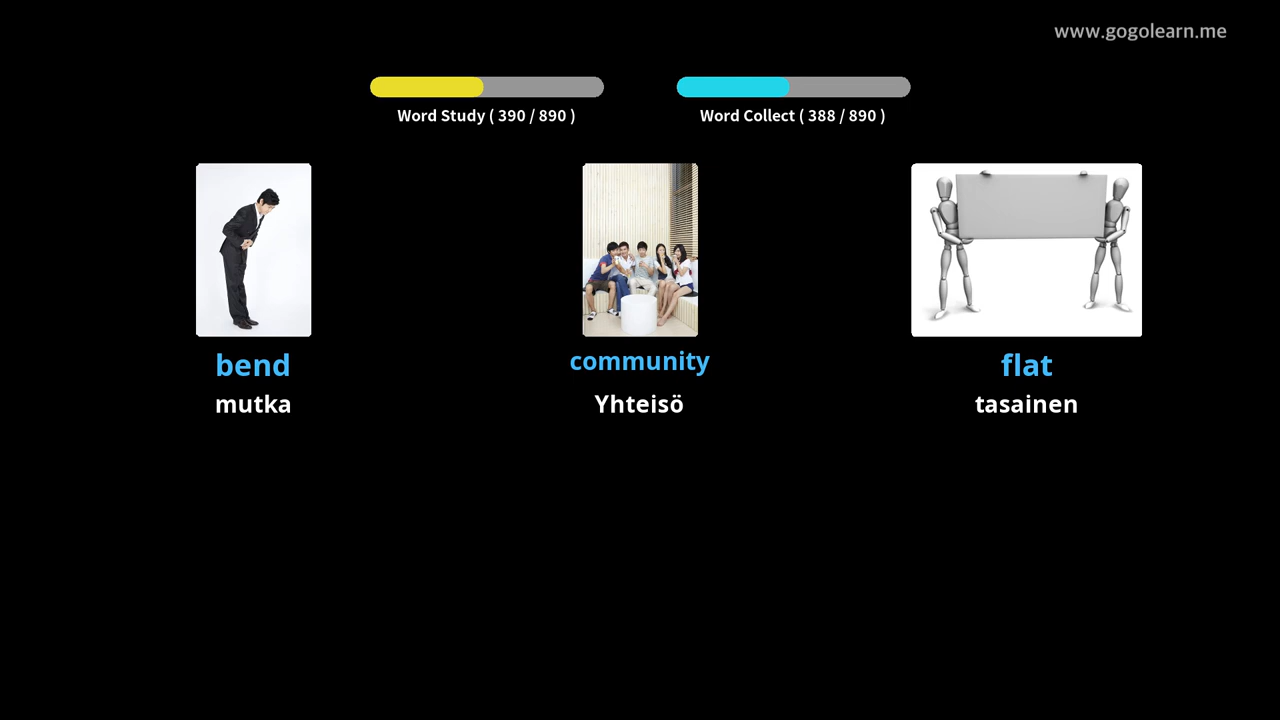 www.gogolearn.me
Word Study ( 390 / 890 )
Word Collect ( 388 / 890 )
bend
community
flat
mutka
Yhteisö
tasainen